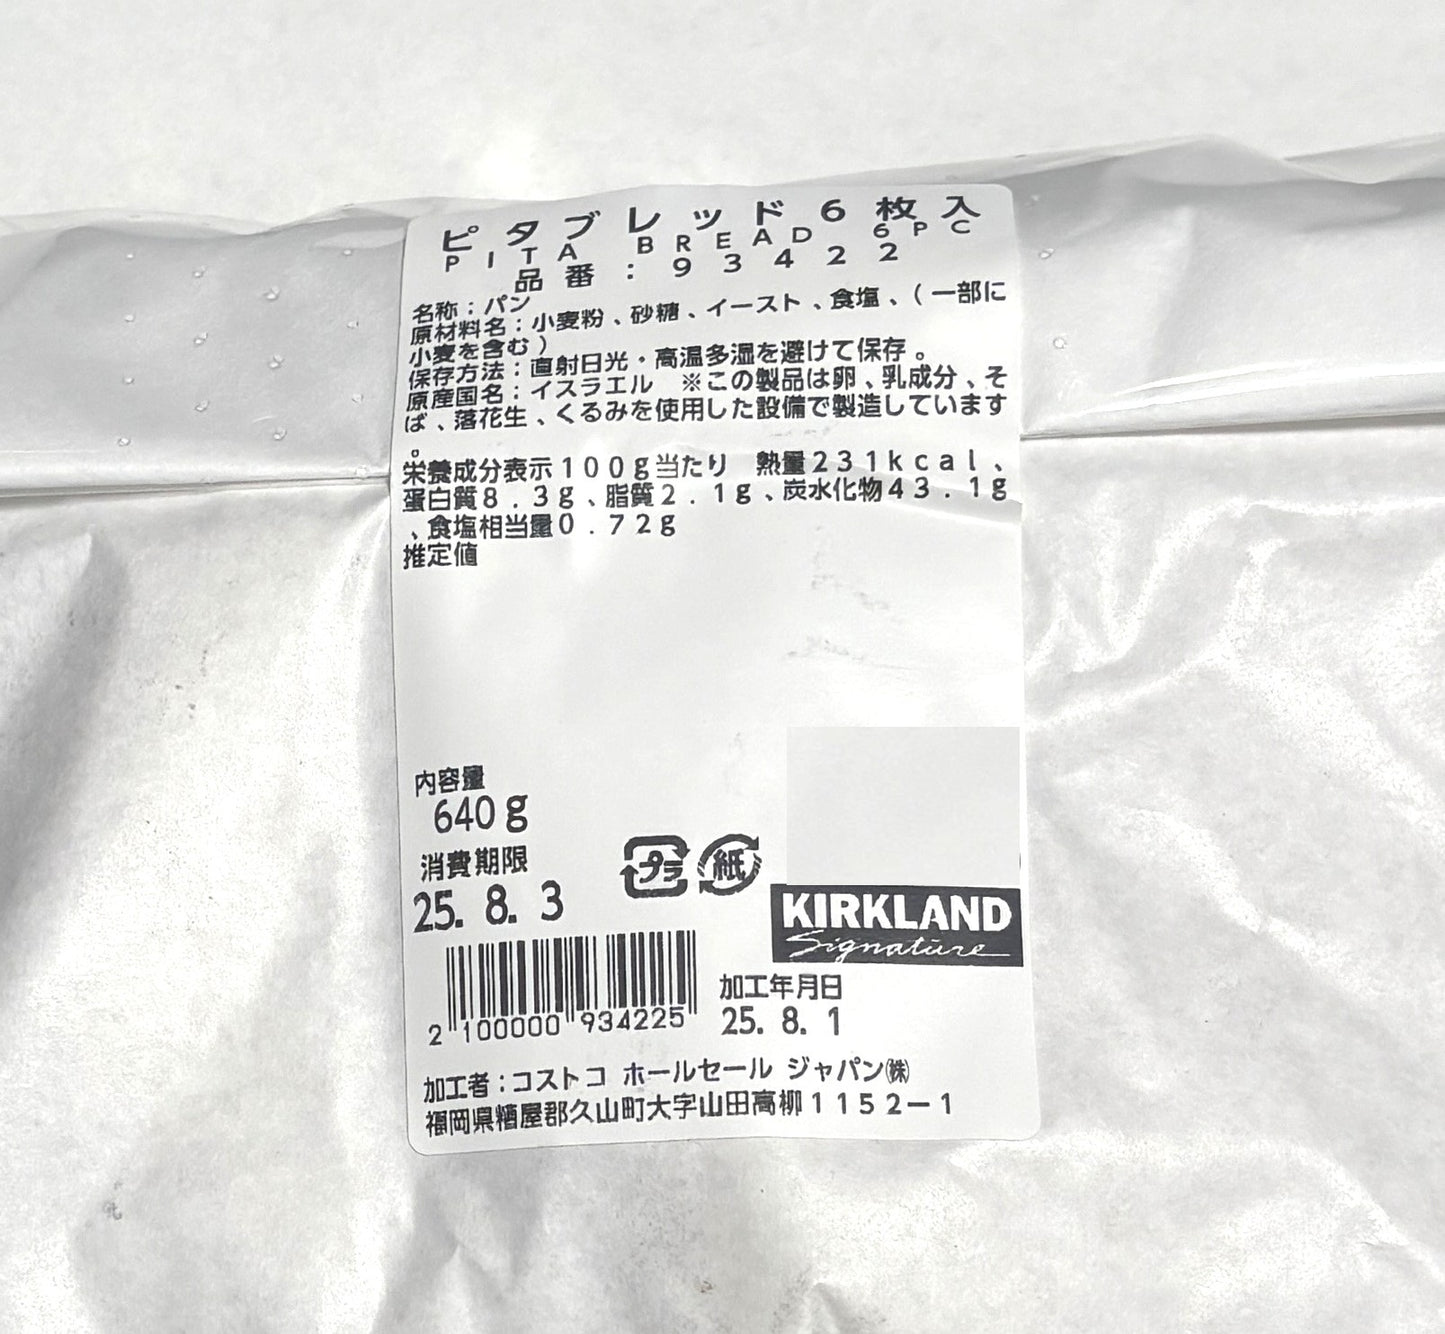 ピタブレッド6枚入
PITA BREAD 6PC
品番：93422
名称：パン
原材料名：小麦粉、砂糖、イースト、食塩、（一部に
小麦を含む）
保存方法：直射日光・高温多湿を避けて保存。
原産国名：イスラエル　※この製品は卵、乳成分、そ
ば、落花生、くるみを使用した設備で製造しています
。
栄養成分表示100g当たり　熱量231kcal、
蛋白質8.3g、脂質2.1g、炭水化物43.1g
、食塩相当量0.72g
推定値
内容量
640g
消費期限
25. 8. 3
プラ 紙
KIRKLAND
Signature
加工年月日
25. 8. 1
2 100000 934225
加工者：コストコ ホールセール ジャパン㈱
福岡県糟屋郡久山町大字山田高柳1152ー1